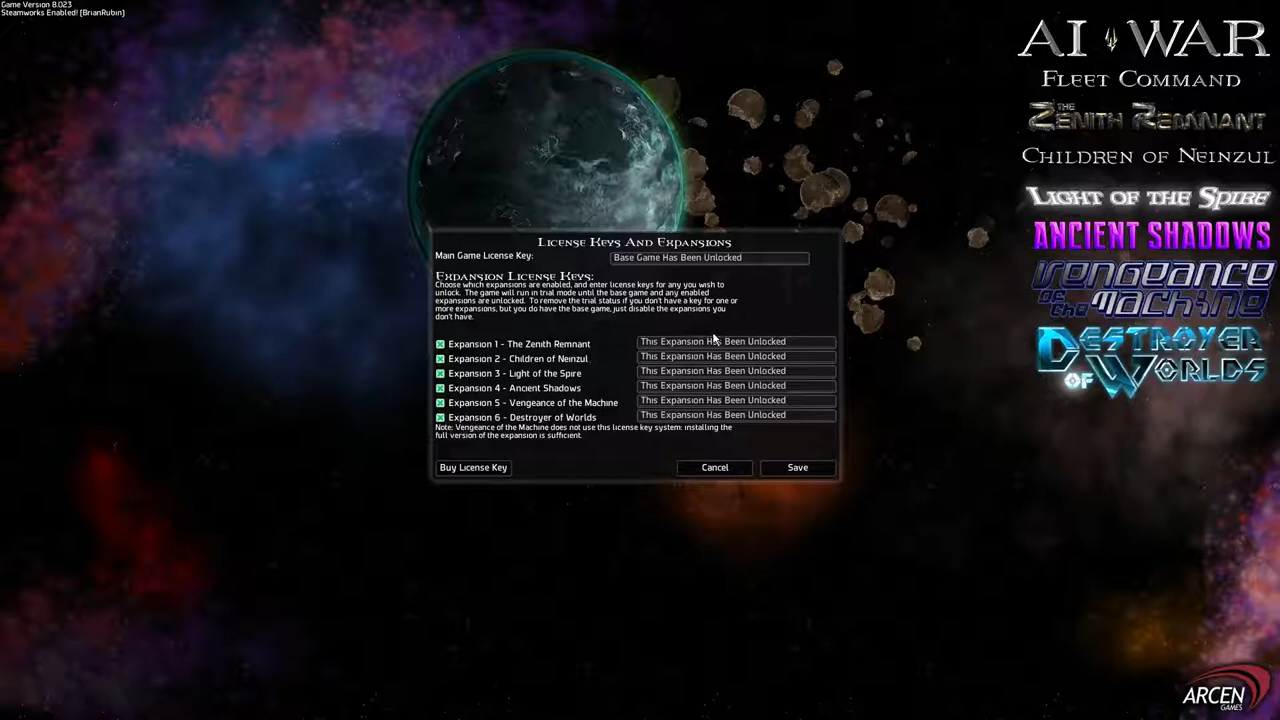 Game Version 8.023
Steamworks Enabled! (BrianRubin)
AI WAR
FLEET COMMAND
THE ZENITH REMNANT
CHILDREN OF NEINZUL
LIGHT OF THE SPIRE
ANCIENT SHADOWS
VENGEANCE
OF THE MACHINE
DESTROYER
OF WORLDS
License Keys And Expansions
Main Game License Key: Base Game Has Been Unlocked
Expansion License Keys:
Choose which expansions are enabled, and enter license keys for any you wish to
unlock. The game will run in trial mode until the base game and any enabled
expansions are unlocked. To remove the trial status if you don't have a key for one or
more expansions, but you do have the base game, just disable the expansions you
don't have.
Expansion 1 - The Zenith Remnant This Expansion Has Been Unlocked
Expansion 2 - Children of Neinzul This Expansion Has Been Unlocked
Expansion 3 - Light of the Spire This Expansion Has Been Unlocked
Expansion 4 - Ancient Shadows This Expansion Has Been Unlocked
Expansion 5 - Vengeance of the Machine This Expansion Has Been Unlocked
Expansion 6 - Destroyer of Worlds This Expansion Has Been Unlocked
Note: Vengeance of the Machine does not use this license key system: installing the
full version of the expansion is sufficient.
Buy License Key Cancel Save
ARCEN
GAMES